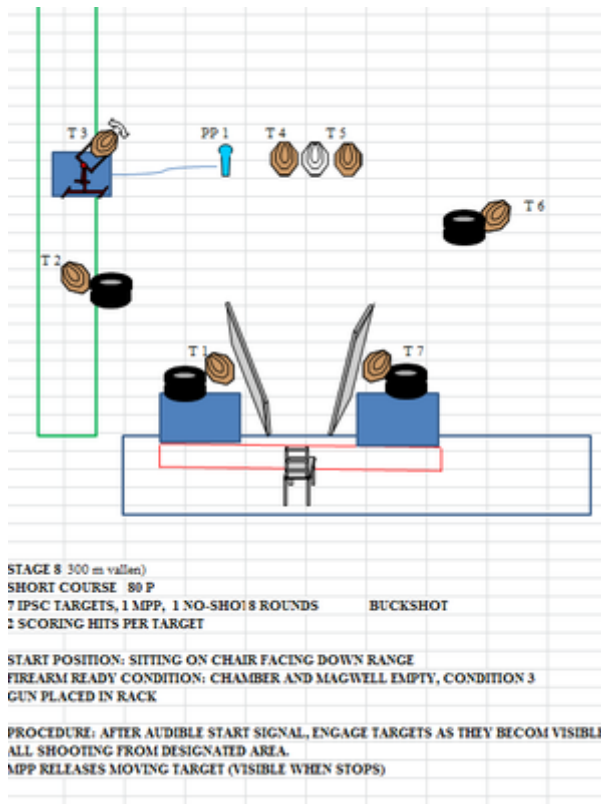 T 3
PP 1
T 4
T 5
T 6
T 2
T 1
T 7
STAGE 8 300 m vallen)
SHORT COURSE 80 P
7 IPSC TARGETS, 1 MPP, 1 NO-SHO 8 ROUNDS BUCKSHOT
2 SCORING HITS PER TARGET
START POSITION: SITTING ON CHAIR FACING DOWN RANGE
FIREARM READY CONDITION: CHAMBER AND MAGWELL EMPTY, CONDITION 3
GUN PLACED IN RACK
PROCEDURE: AFTER AUDIBLE START SIGNAL, ENGAGE TARGETS AS THEY BECOM VISIBL
ALL SHOOTING FROM DESIGNATED AREA.
MPP RELEASES MOVING TARGET (VISIBLE WHEN STOPS)